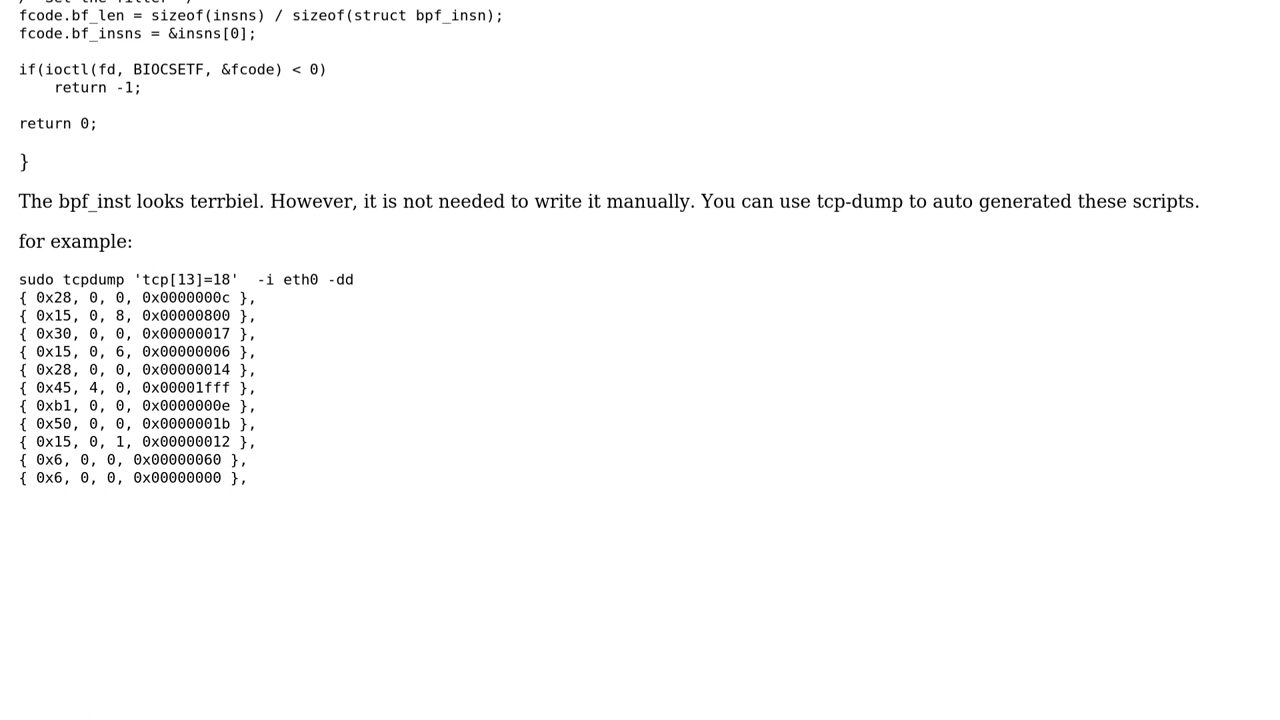 fcode.bf_len = sizeof(insns) / sizeof(struct bpf_insn);
fcode.bf_insns = &insns[0];
if(ioctl(fd, BIOCSETF, &fcode) < 0)
    return -1;
return 0;
}
The bpf_inst looks terrbiel. However, it is not needed to write it manually. You can use tcp-dump to auto generated these scripts.
for example:
sudo tcpdump 'tcp[13]=18'  -i eth0 -dd
{ 0x28, 0, 0, 0x0000000c },
{ 0x15, 0, 8, 0x00000800 },
{ 0x30, 0, 0, 0x00000017 },
{ 0x15, 0, 6, 0x00000006 },
{ 0x28, 0, 0, 0x00000014 },
{ 0x45, 4, 0, 0x00001fff },
{ 0xb1, 0, 0, 0x0000000e },
{ 0x50, 0, 0, 0x0000001b },
{ 0x15, 0, 1, 0x00000012 },
{ 0x6, 0, 0, 0x00000060 },
{ 0x6, 0, 0, 0x00000000 },